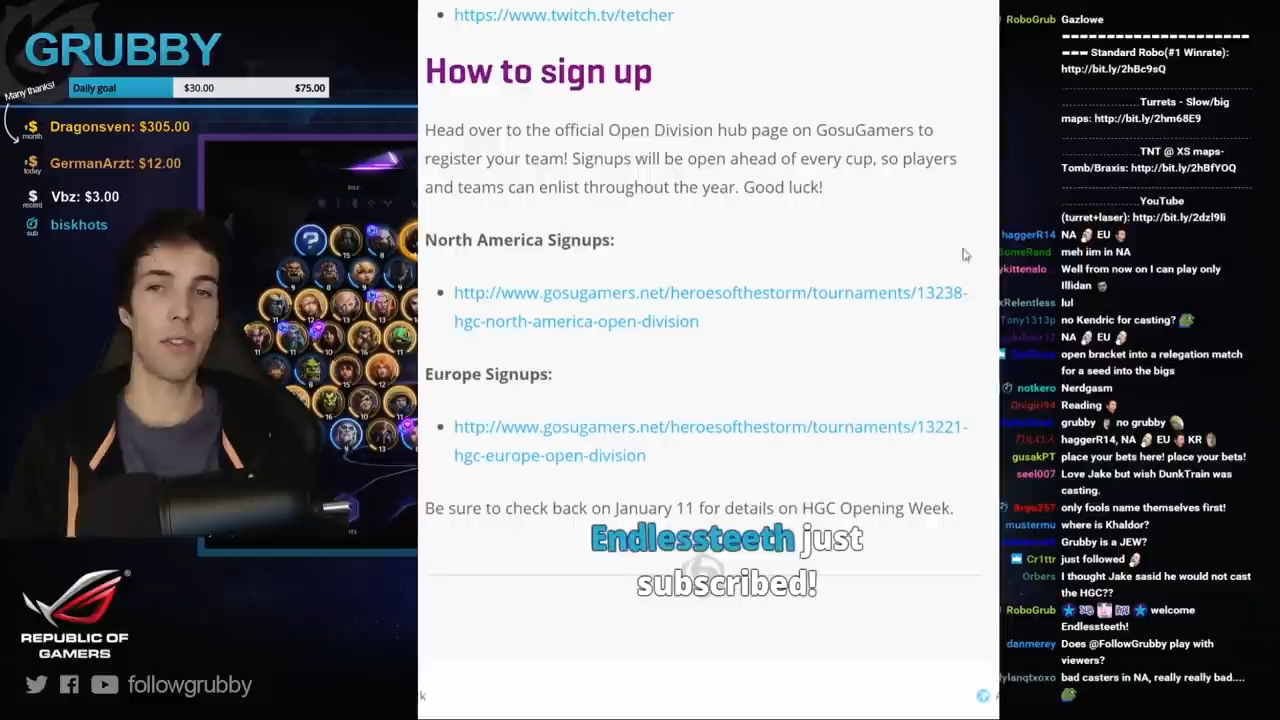 GRUBBY
Many thanks!
Daily goal
$30.00
$75.00
month
Dragonsven: $305.00
today
GermanArzt: $12.00
recent
Vbz: $3.00
sub
biskhots
REPUBLIC OF
GAMERS
followgrubby
https://www.twitch.tv/tetcher
How to sign up
Head over to the official Open Division hub page on GosuGamers to
register your team! Signups will be open ahead of every cup, so players
and teams can enlist throughout the year. Good luck!
North America Signups:
http://www.gosugamers.net/heroesofthestorm/tournaments/13238-
hgc-north-america-open-division
Europe Signups:
http://www.gosugamers.net/heroesofthestorm/tournaments/13221-
hgc-europe-open-division
Be sure to check back on January 11 for details on HGC Opening Week.
Endlessteeth just
subscribed!
RoboGrub Gazlowe
Standard Robo(#1 Winrate):
http://bit.ly/2hBc9sQ
Turrets - Slow/big
maps: http://bit.ly/2hm68E9
TNT @ XS maps-
Tomb/Braxis: http://bit.ly/2hBfYOQ
YouTube
(turret+laser): http://bit.ly/2dzl9li
haggerR14 NA EU
meh iim in NA
Well from now on I can play only
Illidan
xRelentless lul
Tony1313p no Kendric for casting?
NA EU
open bracket into a relegation match
for a seed into the bigs
notkero Nerdgasm
Onigiri94 Reading
grubby no grubby
haggerR14, NA EU KR
gusakPT place your bets here! place your bets!
seel007 Love Jake but wish DunkTrain was
casting.
Argo257 only fools name themselves first!
mustermu where is Khaldor?
Grubby is a JEW?
Cr1ttr just followed
Orbers I thought Jake sasid he would not cast
the HGC??
RoboGrub welcome
Endlessteeth!
danmerey Does @FollowGrubby play with
viewers?
ylanqtxoxo bad casters in NA, really really bad....